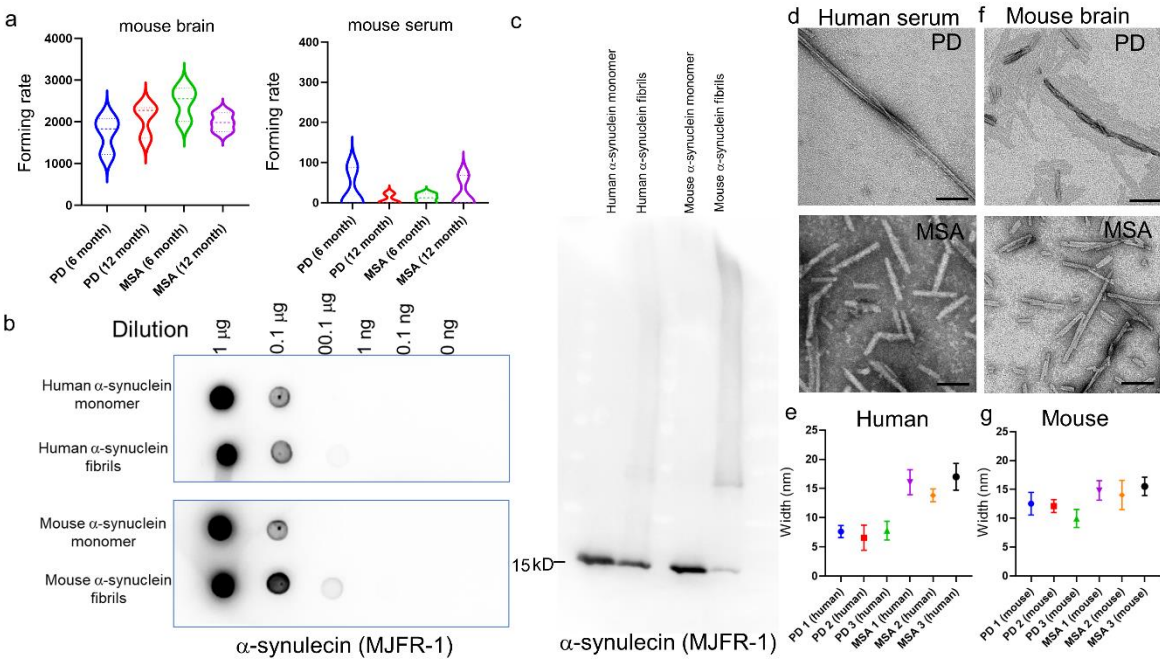 a
mouse brain
Forming rate
4000
3000
2000
1000
0
PD (6 month)
PD (12 month)
MSA (6 month)
MSA (12 month)
mouse serum
Forming rate
400
300
200
100
0
PD (6 month)
PD (12 month)
MSA (6 month)
MSA (12 month)
b
Dilution
1 µg
0.1 µg
00.1 µg
1 ng
0.1 ng
0 ng
Human α-synuclein
monomer
Human α-synuclein
fibrils
Mouse α-synuclein
monomer
Mouse α-synuclein
fibrils
α-synulecin (MJFR-1)
c
Human α-synuclein monomer
Human α-synuclein fibrils
Mouse α-synuclein monomer
Mouse α-synuclein fibrils
15kD
α-synulecin (MJFR-1)
d
Human serum
PD
MSA
f
Mouse brain
PD
MSA
e
Human
Width (nm)
25
20
15
10
5
0
PD 1 (human)
PD 2 (human)
PD 3 (human)
MSA 1 (human)
MSA 2 (human)
MSA 3 (human)
g
Mouse
Width (nm)
25
20
15
10
5
0
PD 1 (mouse)
PD 2 (mouse)
PD 3 (mouse)
MSA 1 (mouse)
MSA 2 (mouse)
MSA 3 (mouse)